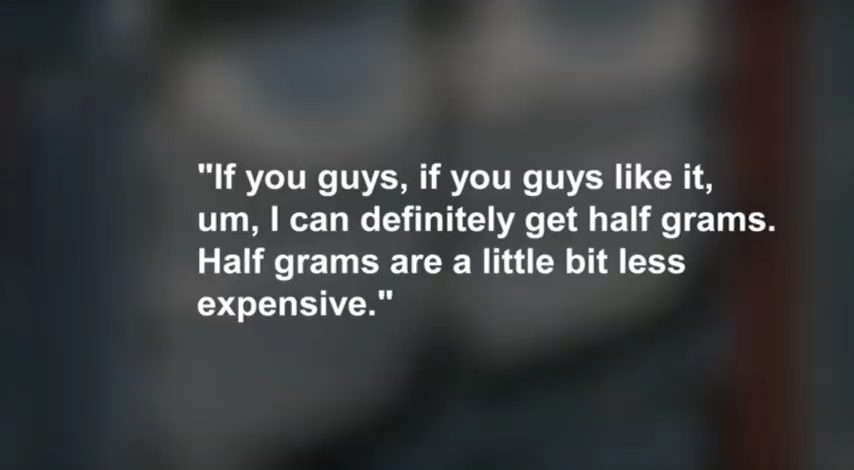 "If you guys, if you guys like it,
um, I can definitely get half grams.
Half grams are a little bit less
expensive."